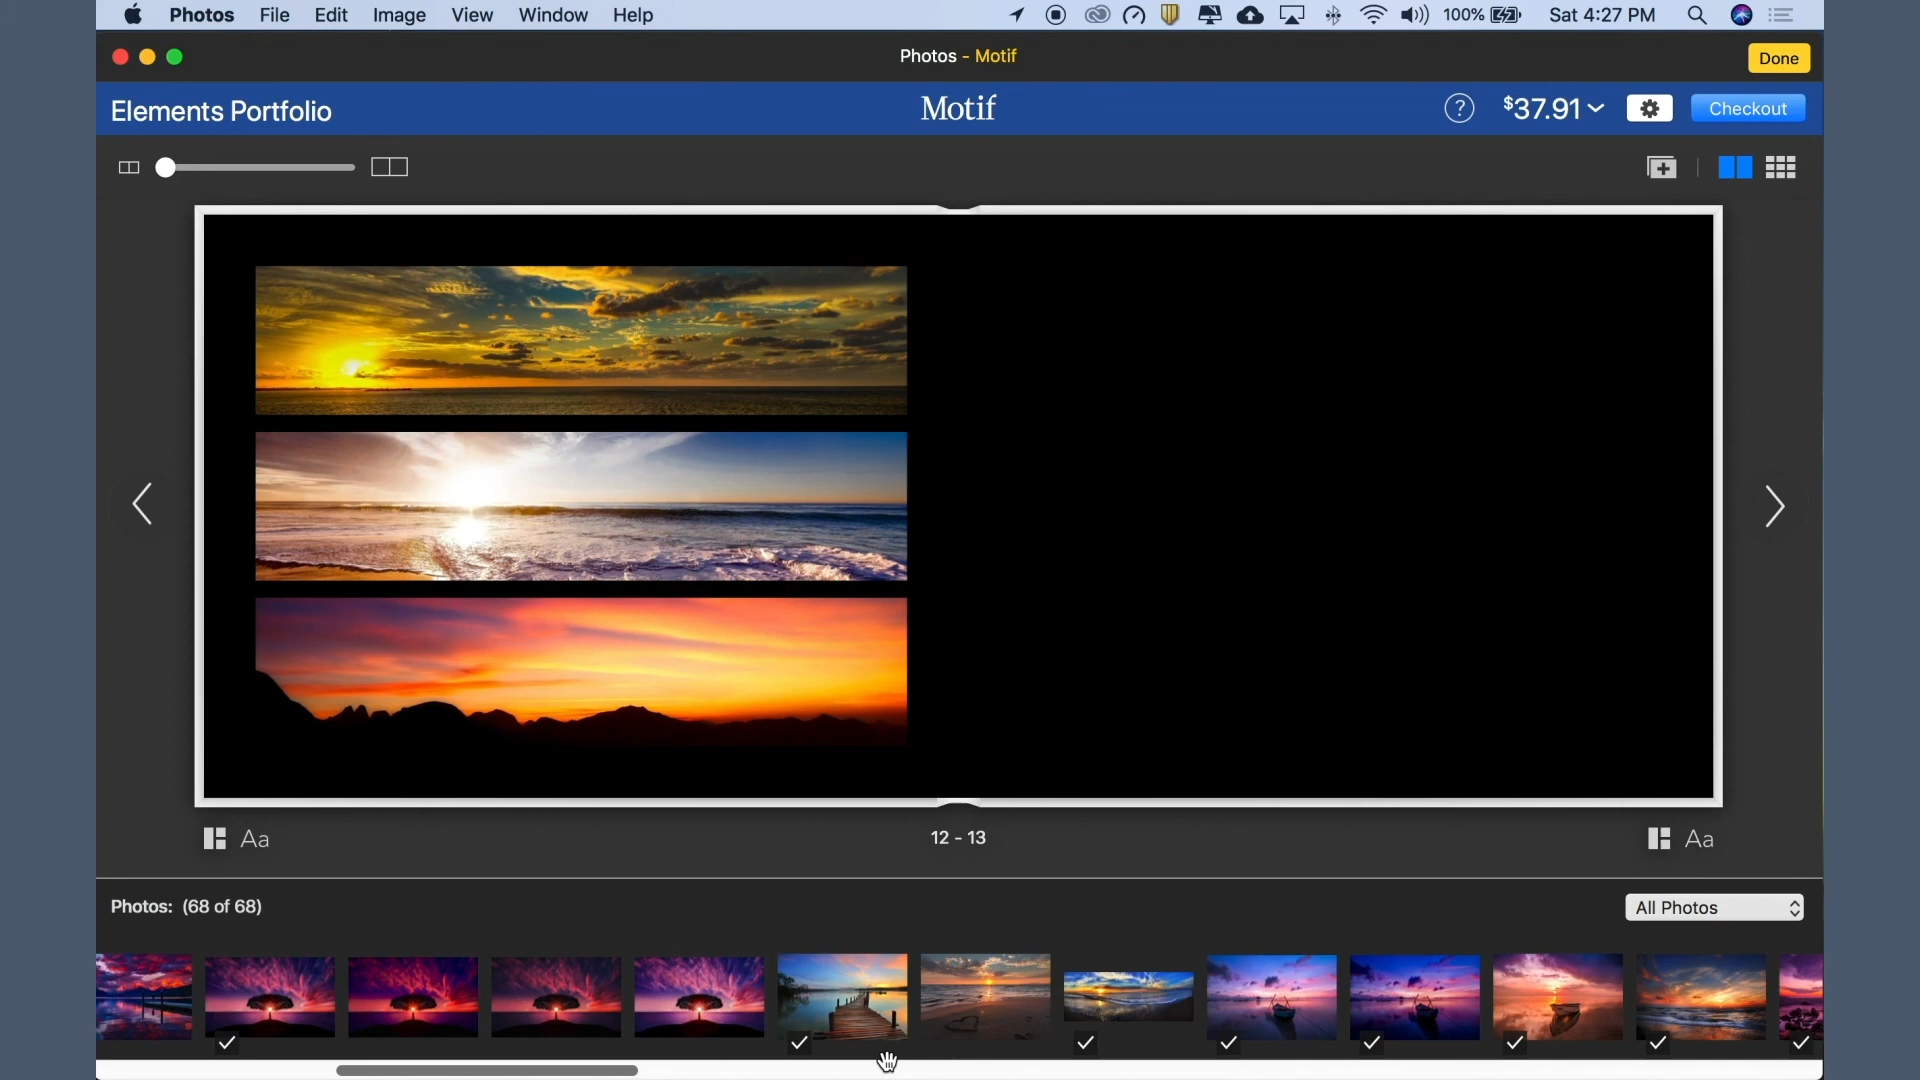 Photos File Edit Image View Window Help 100% Sat 4:27 PM
Photos - Motif
Done
Elements Portfolio
Motif
? $37.91
Checkout
Aa
12 - 13
Aa
Photos: (68 of 68)
All Photos